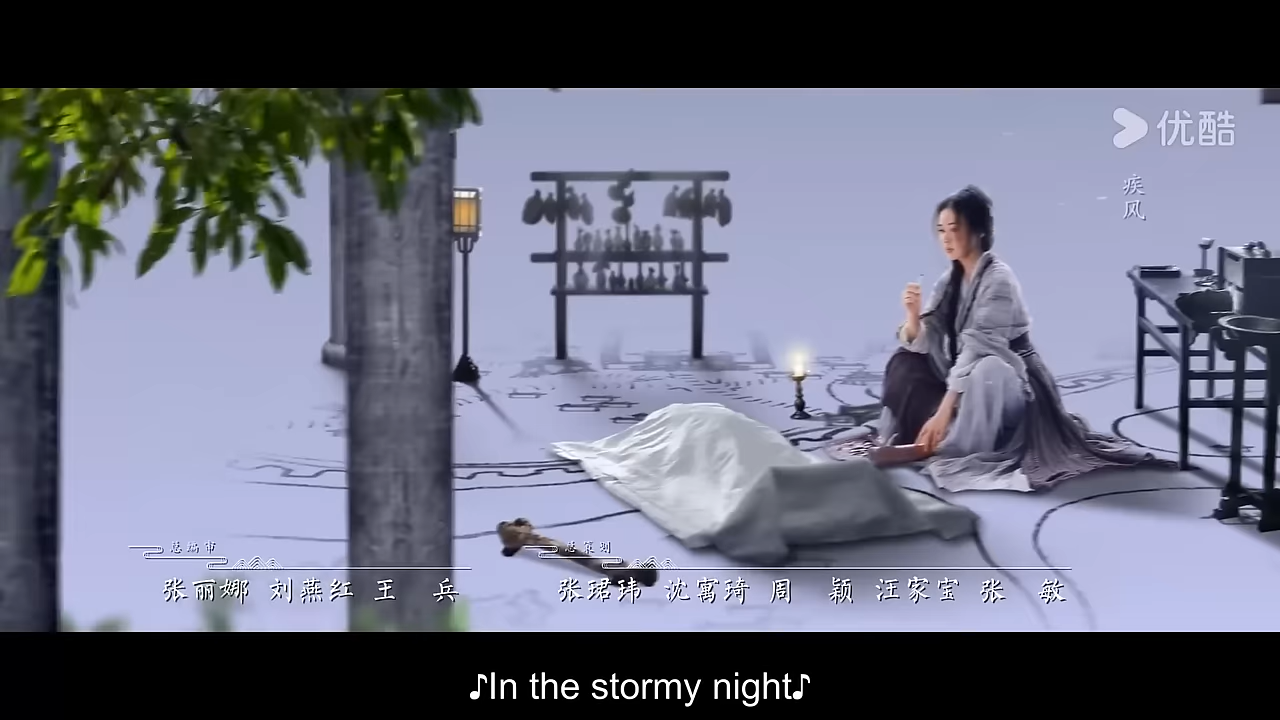 优酷
疾风
总编审
总策划
张丽娜 刘燕红 王 兵
张珺玮 沈寓琦 周 颖 汪家宝 张 敏
♪In the stormy night♪